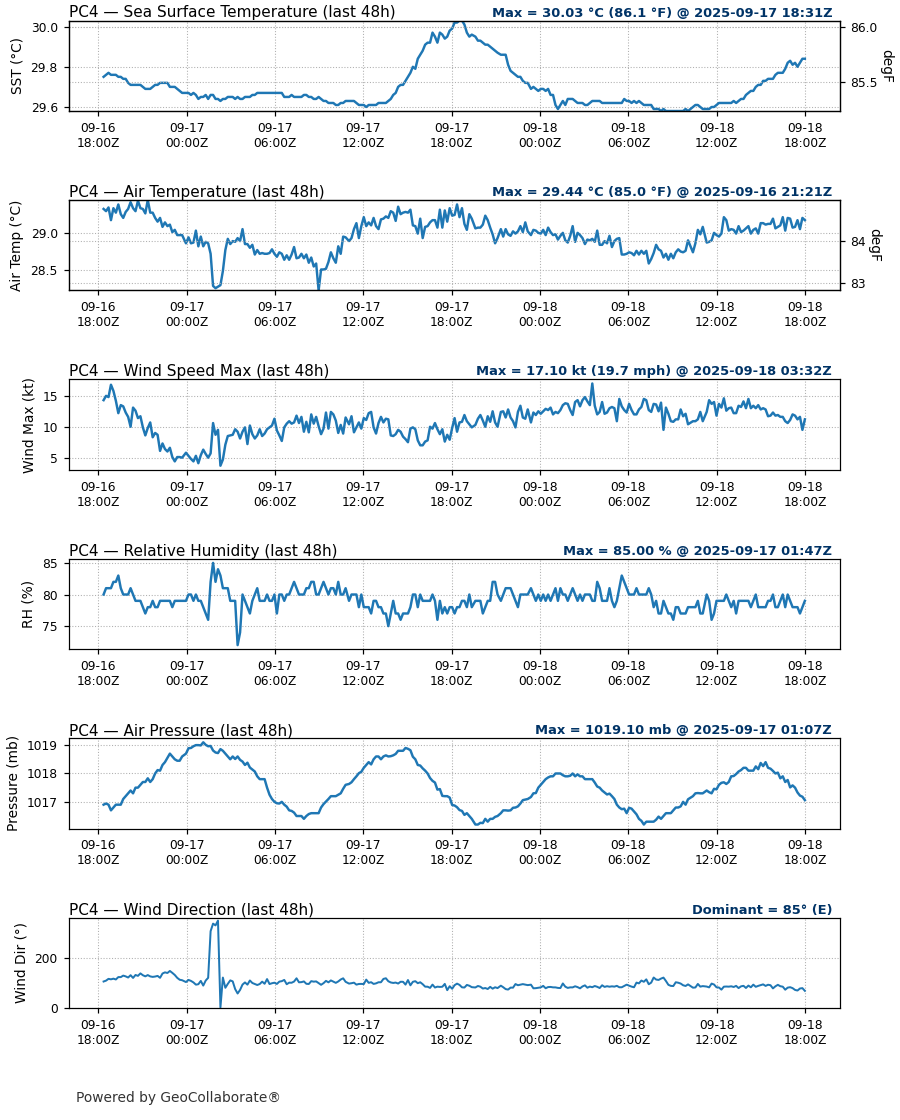 PC4 — Sea Surface Temperature (last 48h)
Max = 30.03 °C (86.1 °F) @ 2025-09-17 18:31Z
SST (°C)
30.0
29.8
29.6
86.0
85.5
degF
09-16 09-17 09-17 09-17 09-17 09-18 09-18 09-18 09-18
18:00Z 00:00Z 06:00Z 12:00Z 18:00Z 00:00Z 06:00Z 12:00Z 18:00Z
PC4 — Air Temperature (last 48h)
Max = 29.44 °C (85.0 °F) @ 2025-09-16 21:21Z
Air Temp (°C)
29.0
28.5
84
83
degF
09-16 09-17 09-17 09-17 09-17 09-18 09-18 09-18 09-18
18:00Z 00:00Z 06:00Z 12:00Z 18:00Z 00:00Z 06:00Z 12:00Z 18:00Z
PC4 — Wind Speed Max (last 48h)
Max = 17.10 kt (19.7 mph) @ 2025-09-18 03:32Z
Wind Max (kt)
15
10
5
09-16 09-17 09-17 09-17 09-17 09-18 09-18 09-18 09-18
18:00Z 00:00Z 06:00Z 12:00Z 18:00Z 00:00Z 06:00Z 12:00Z 18:00Z
PC4 — Relative Humidity (last 48h)
Max = 85.00 % @ 2025-09-17 01:47Z
RH (%)
85
80
75
09-16 09-17 09-17 09-17 09-17 09-18 09-18 09-18 09-18
18:00Z 00:00Z 06:00Z 12:00Z 18:00Z 00:00Z 06:00Z 12:00Z 18:00Z
PC4 — Air Pressure (last 48h)
Max = 1019.10 mb @ 2025-09-17 01:07Z
Pressure (mb)
1019
1018
1017
09-16 09-17 09-17 09-17 09-17 09-18 09-18 09-18 09-18
18:00Z 00:00Z 06:00Z 12:00Z 18:00Z 00:00Z 06:00Z 12:00Z 18:00Z
PC4 — Wind Direction (last 48h)
Dominant = 85° (E)
Wind Dir (°)
200
0
09-16 09-17 09-17 09-17 09-17 09-18 09-18 09-18 09-18
18:00Z 00:00Z 06:00Z 12:00Z 18:00Z 00:00Z 06:00Z 12:00Z 18:00Z
Powered by GeoCollaborate®